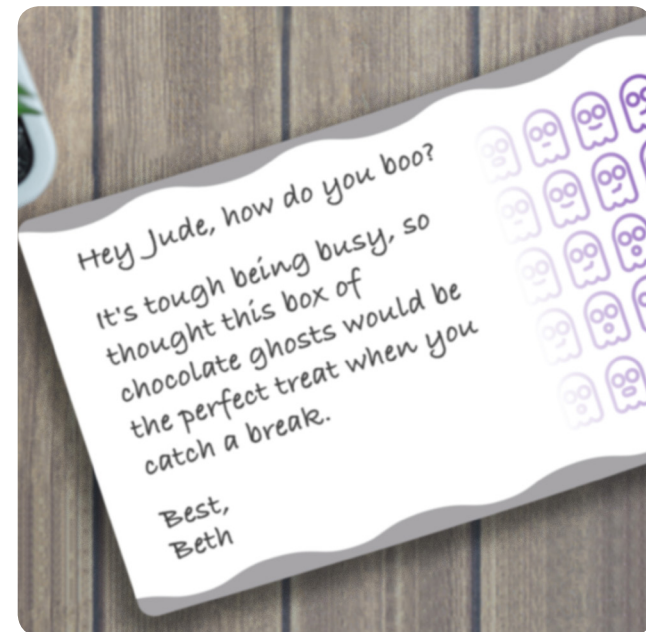 Hey Jude, how do you boo?
It's tough being busy, so
thought this box of
chocolate ghosts would be
the perfect treat when you
catch a break.
Best,
Beth